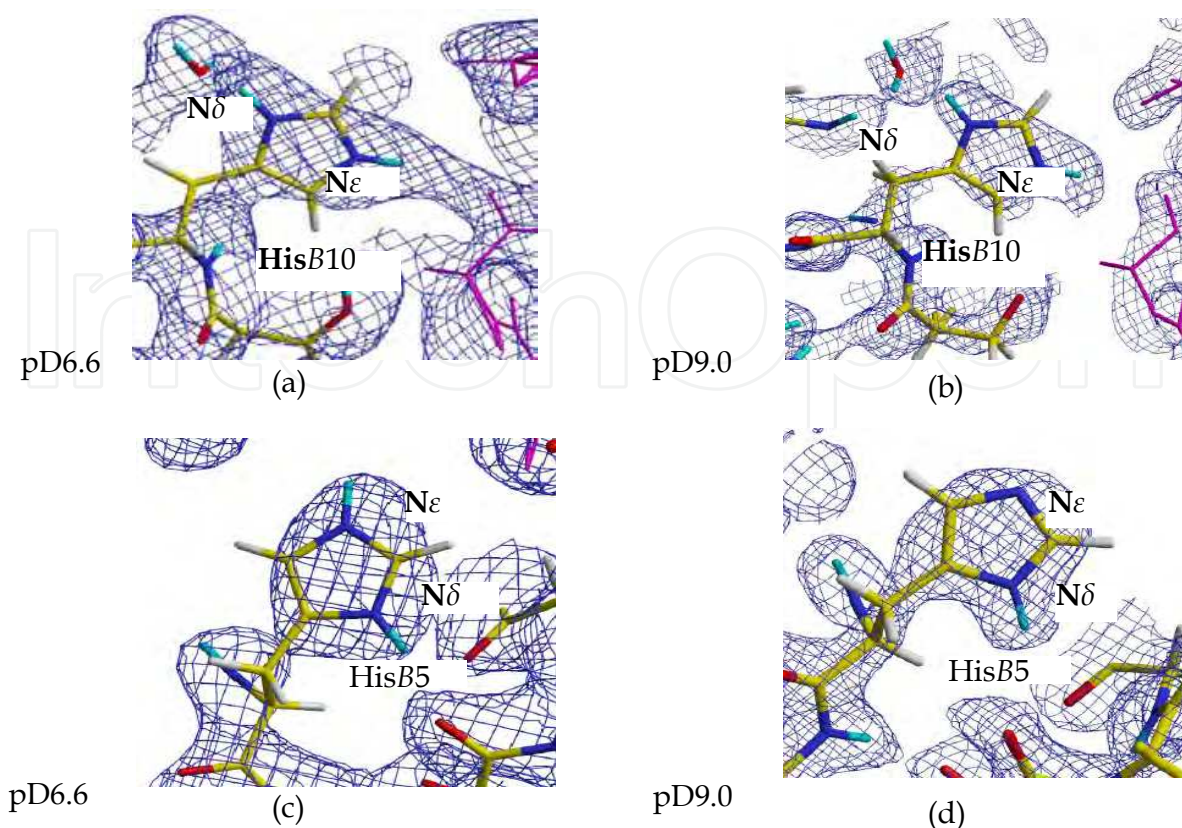 Nδ
Nε
HisB10
pD6.6
(a)
Nδ
Nε
HisB10
pD9.0
(b)
IntechOpen
Nε
Nδ
HisB5
pD6.6
(c)
Nε
Nδ
HisB5
pD9.0
(d)